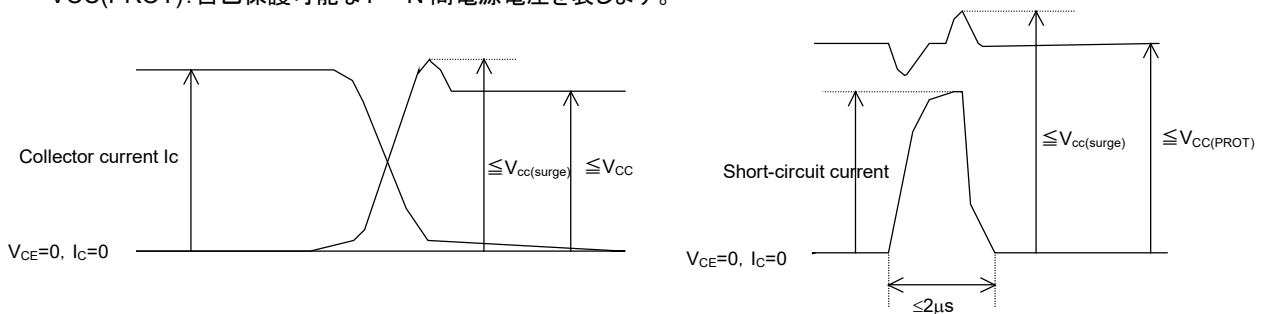 VCC(PROT):自己保護可能な P－N 間電源電圧を表します。
Collector current Ic
≦Vcc(surge)
≦VCC
VCE=0, IC=0
Short-circuit current
≦Vcc(surge)
≦VCC(PROT)
VCE=0, IC=0
≤2μs